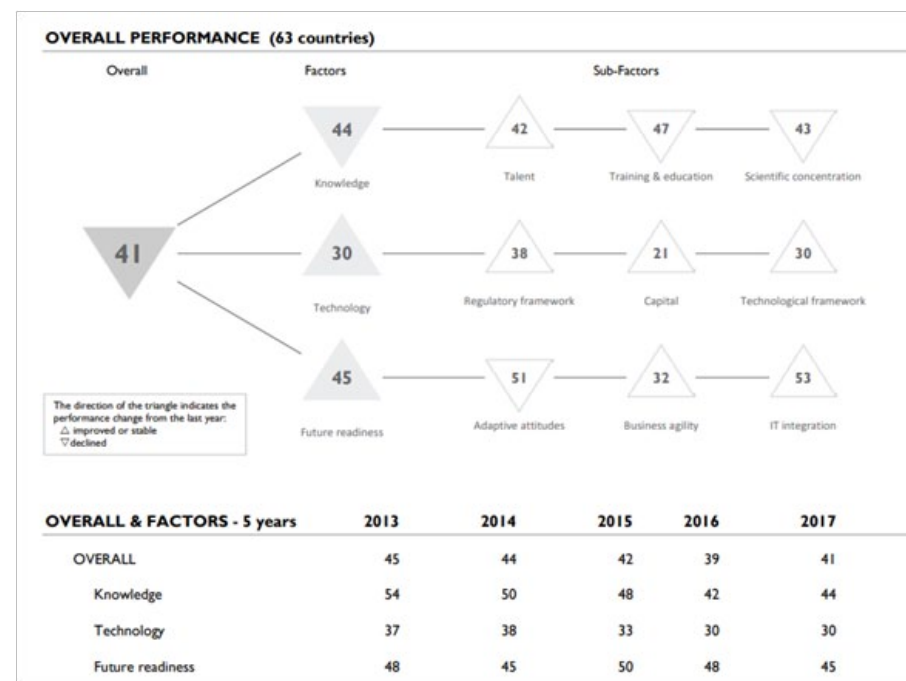 OVERALL PERFORMANCE (63 countries)
Overall Factors Sub-Factors
44 42 47 43
Knowledge Talent Training & education Scientific concentration
41 30 38 21 30
Technology Regulatory framework Capital Technological framework
45 51 32 53
Future readiness Adaptive attitudes Business agility IT integration
The direction of the triangle indicates the
performance change from the last year:
△ improved or stable
▽ declined
OVERALL & FACTORS - 5 years 2013 2014 2015 2016 2017
OVERALL 45 44 42 39 41
Knowledge 54 50 48 42 44
Technology 37 38 33 30 30
Future readiness 48 45 50 48 45